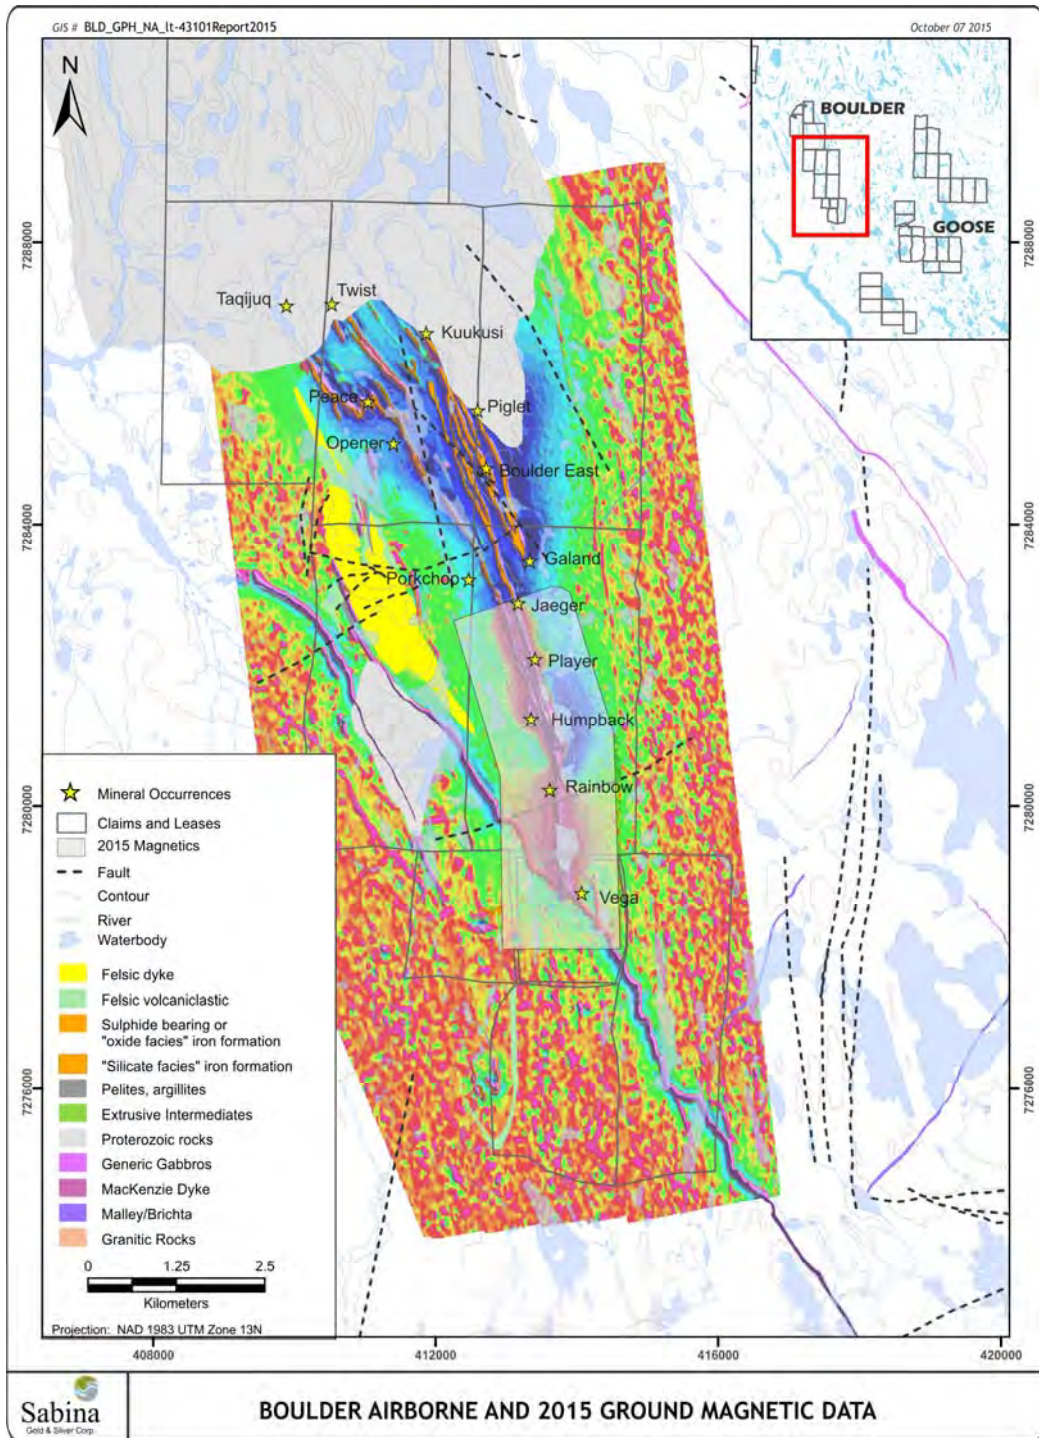 GIS # BLD_GPH_NA_lt-43101Report2015
October 07 2015
N
BOULDER
GOOSE
7288000
7288000
Taqijuq
Twist
Kuukusi
Peace
Piglet
Opener
Boulder East
7284000
7284000
Galand
Porkchop
Jaeger
Player
Humpback
Rainbow
7280000
7280000
Vega
7276000
7276000
Mineral Occurrences
Claims and Leases
2015 Magnetics
Fault
Contour
River
Waterbody
Felsic dyke
Felsic volcaniclastic
Sulphide bearing or
"oxide facies" iron formation
"Silicate facies" iron formation
Pelites, argillites
Extrusive Intermediates
Proterozoic rocks
Generic Gabbros
MacKenzie Dyke
Malley/Brichta
Granitic Rocks
0 1.25 2.5
Kilometers
Projection: NAD 1983 UTM Zone 13N
408000 412000 416000 420000
Sabina
Gold & Silver Corp.
BOULDER AIRBORNE AND 2015 GROUND MAGNETIC DATA